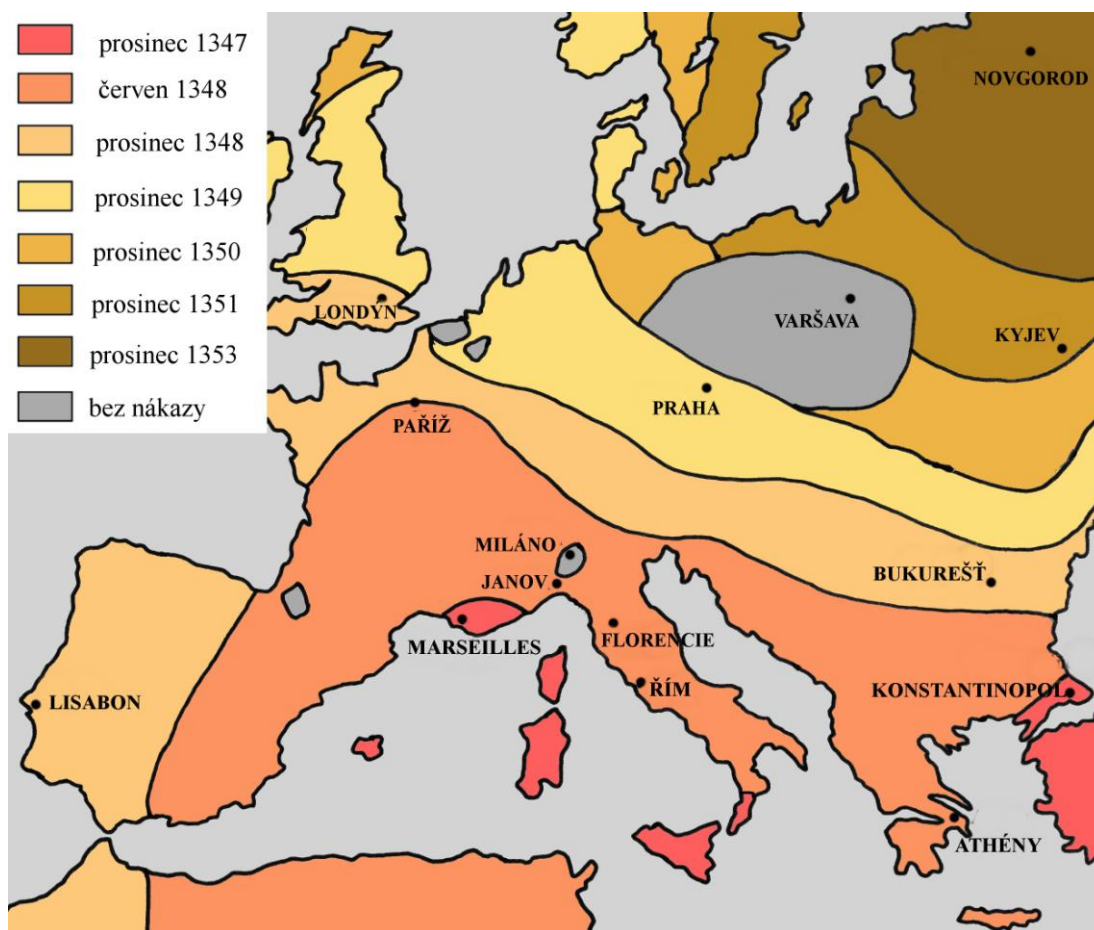 prosinec 1347
červen 1348
prosinec 1348
prosinec 1349
prosinec 1350
prosinec 1351
prosinec 1353
bez nákazy
NOVGOROD
LONDÝN
VARŠAVA
KYJEV
PRAHA
PAŘÍŽ
MILÁNO
JANOV
BUKUREŠŤ
MARSEILLES
FLORENCIE
ŘÍM
KONSTANTINOPOL
LISABON
ATHÉNY